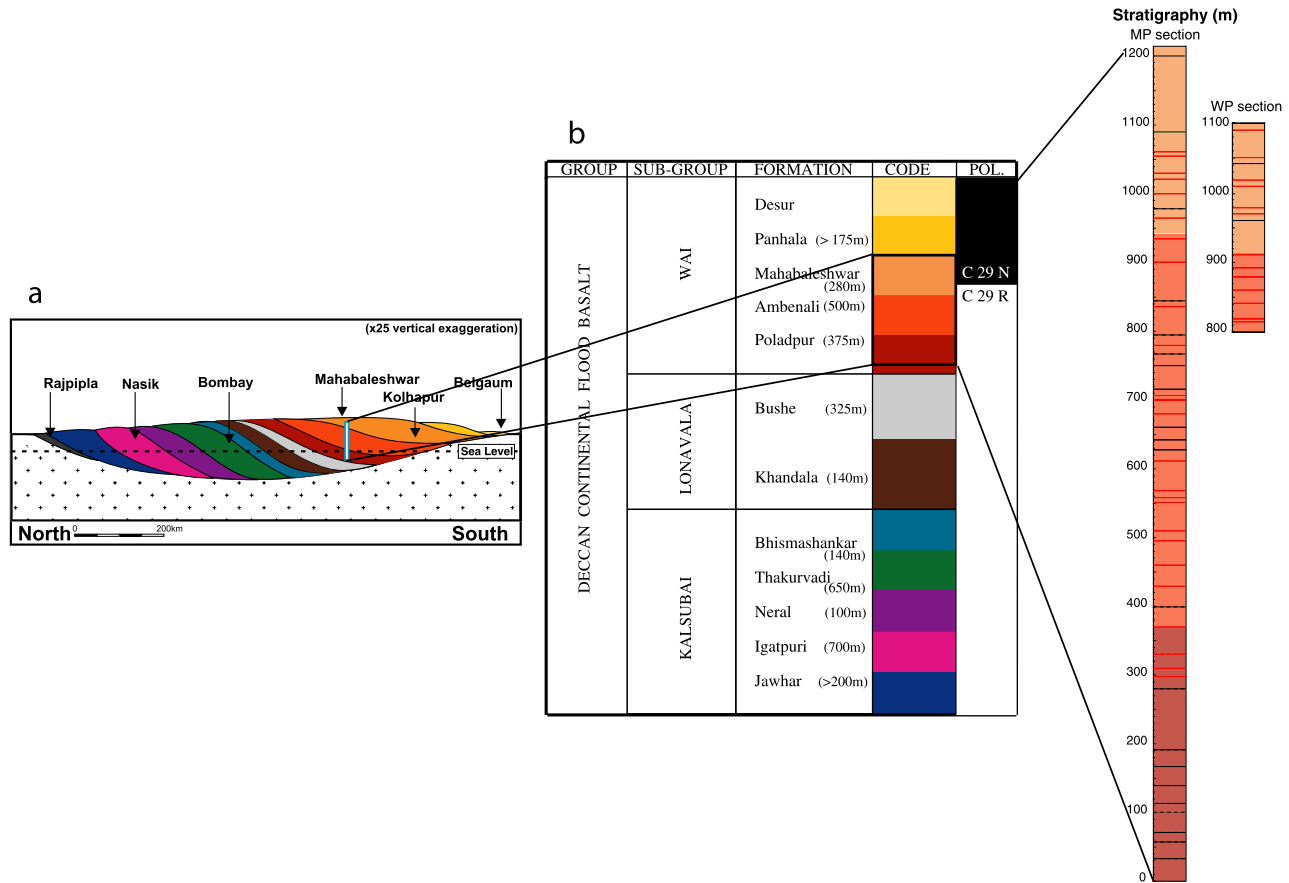 a
(x25 vertical exaggeration)
Rajpipla
Nasik
Bombay
Mahabaleshwar
Kolhapur
Belgaum
Sea Level
North
0
200km
South
b
GROUP
SUB-GROUP
FORMATION
CODE
POL.
DECCAN CONTINENTAL FLOOD BASALT
WAI
Desur
Panhala (> 175m)
Mahabaleshwar
(280m)
Ambenali (500m)
Poladpur (375m)
C 29 N
C 29 R
LONAVALA
Bushe (325m)
Khandala (140m)
KALSUBAI
Bhismashankar
(140m)
Thakurvadi
(650m)
Neral (100m)
Igatpuri (700m)
Jawhar (>200m)
Stratigraphy (m)
MP section
1200
1100
1000
900
800
700
600
500
400
300
200
100
0
WP section
1100
1000
900
800